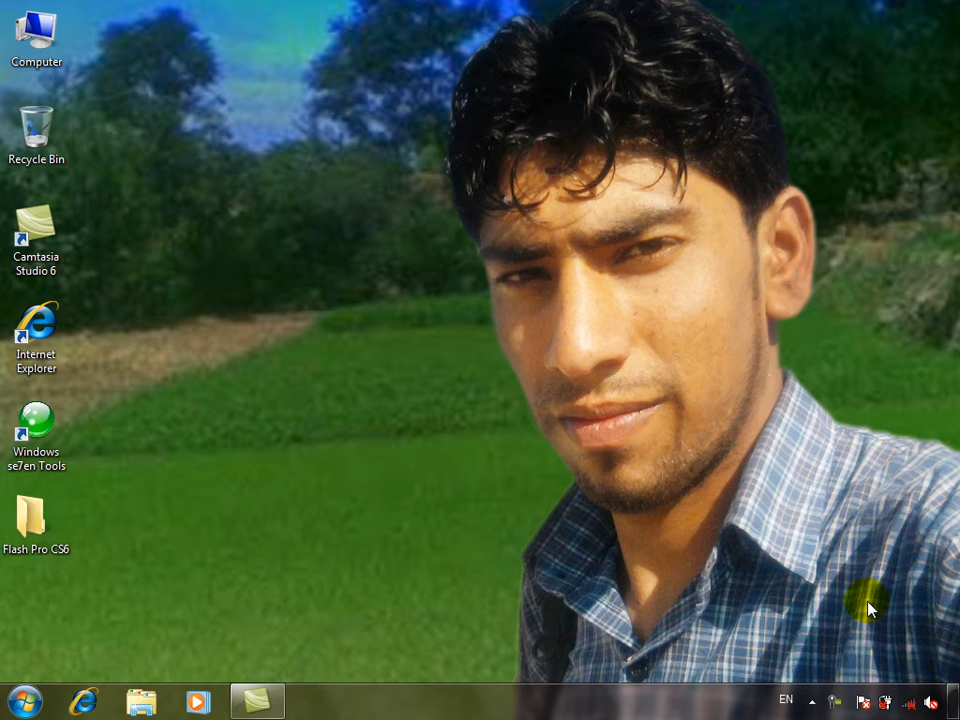 Computer
Recycle Bin
Camtasia
Studio 6
Internet
Explorer
Windows
se7en Tools
Flash Pro CS6
EN